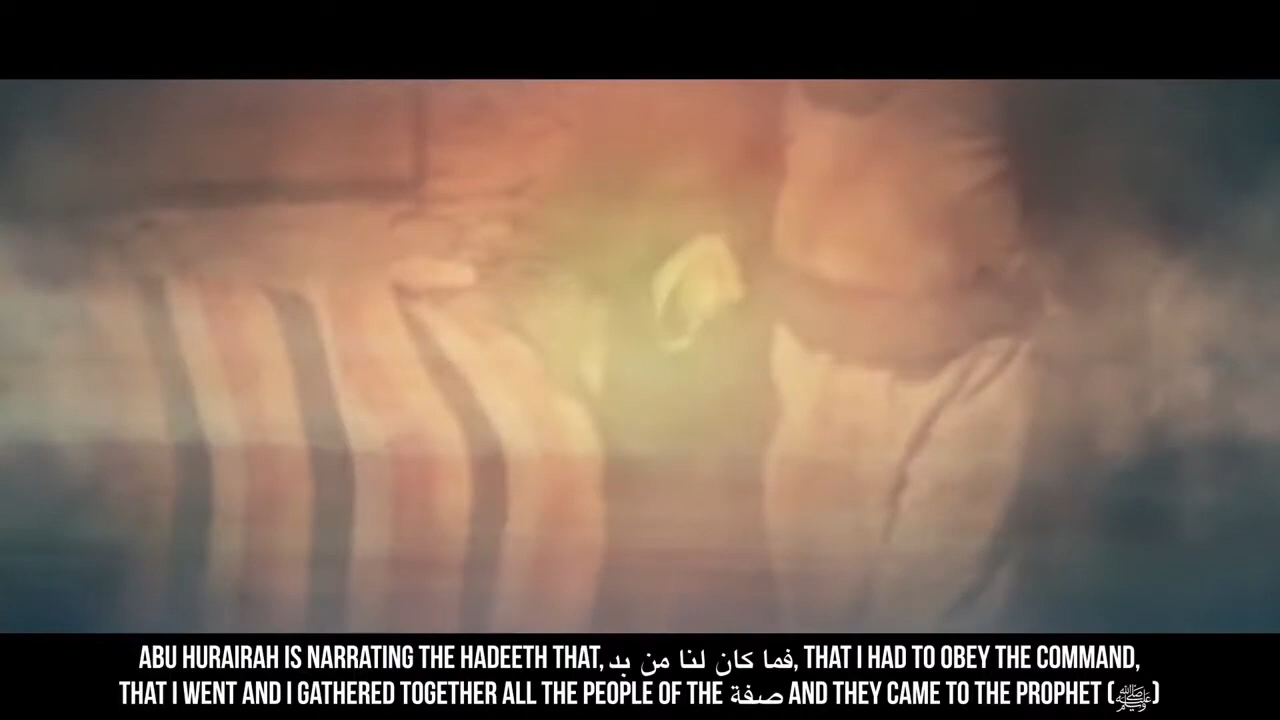 ABU HURAIRAH IS NARRATING THE HADEETH THAT, فما كان لنا من بد, THAT I HAD TO OBEY THE COMMAND,
THAT I WENT AND I GATHERED TOGETHER ALL THE PEOPLE OF THE صفة AND THEY CAME TO THE PROPHET (ﷺ)